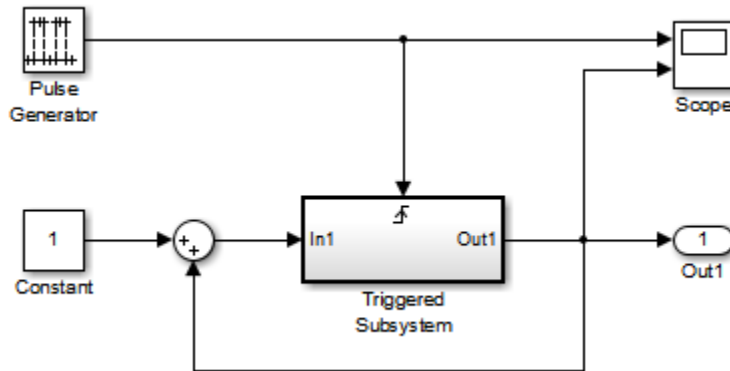 Pulse
Generator
Scope
1
Constant
+
+
In1
Out1
Triggered
Subsystem
1
Out1